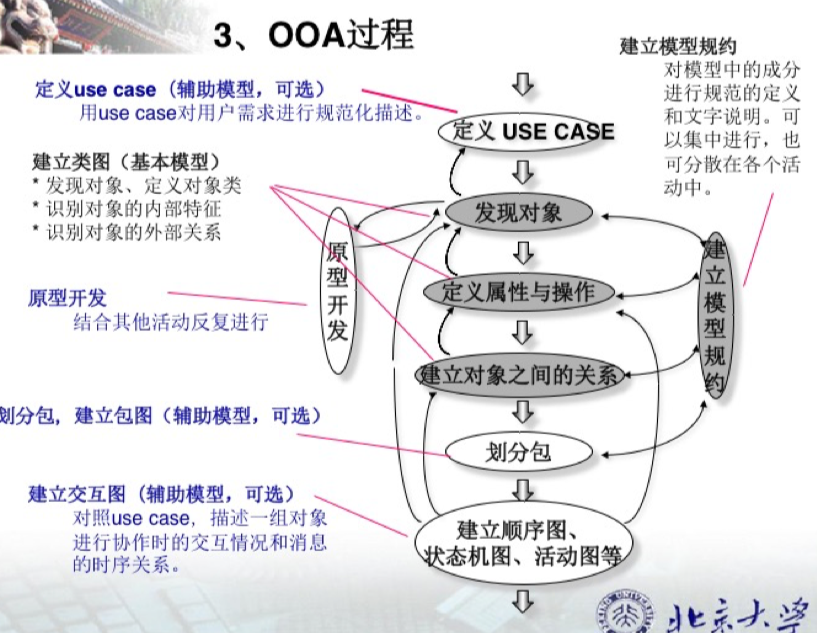 3、OOA过程
建立模型规约
对模型中的成分
进行规范的定义
和文字说明。可
以集中进行，也
可分散在各个活
动中。
定义use case（辅助模型，可选）
用use case对用户需求进行规范化描述。
建立类图（基本模型）
* 发现对象、定义对象类
* 识别对象的内部特征
* 识别对象的外部关系
原型开发
结合其他活动反复进行
划分包，建立包图（辅助模型，可选）
建立交互图（辅助模型，可选）
对照use case，描述一组对象
进行协作时的交互情况和消息
的时序关系。
定义 USE CASE
发现对象
定义属性与操作
建立对象之间的关系
划分包
建立顺序图、
状态机图、活动图等
原型开发
建立模型规约
北京大学